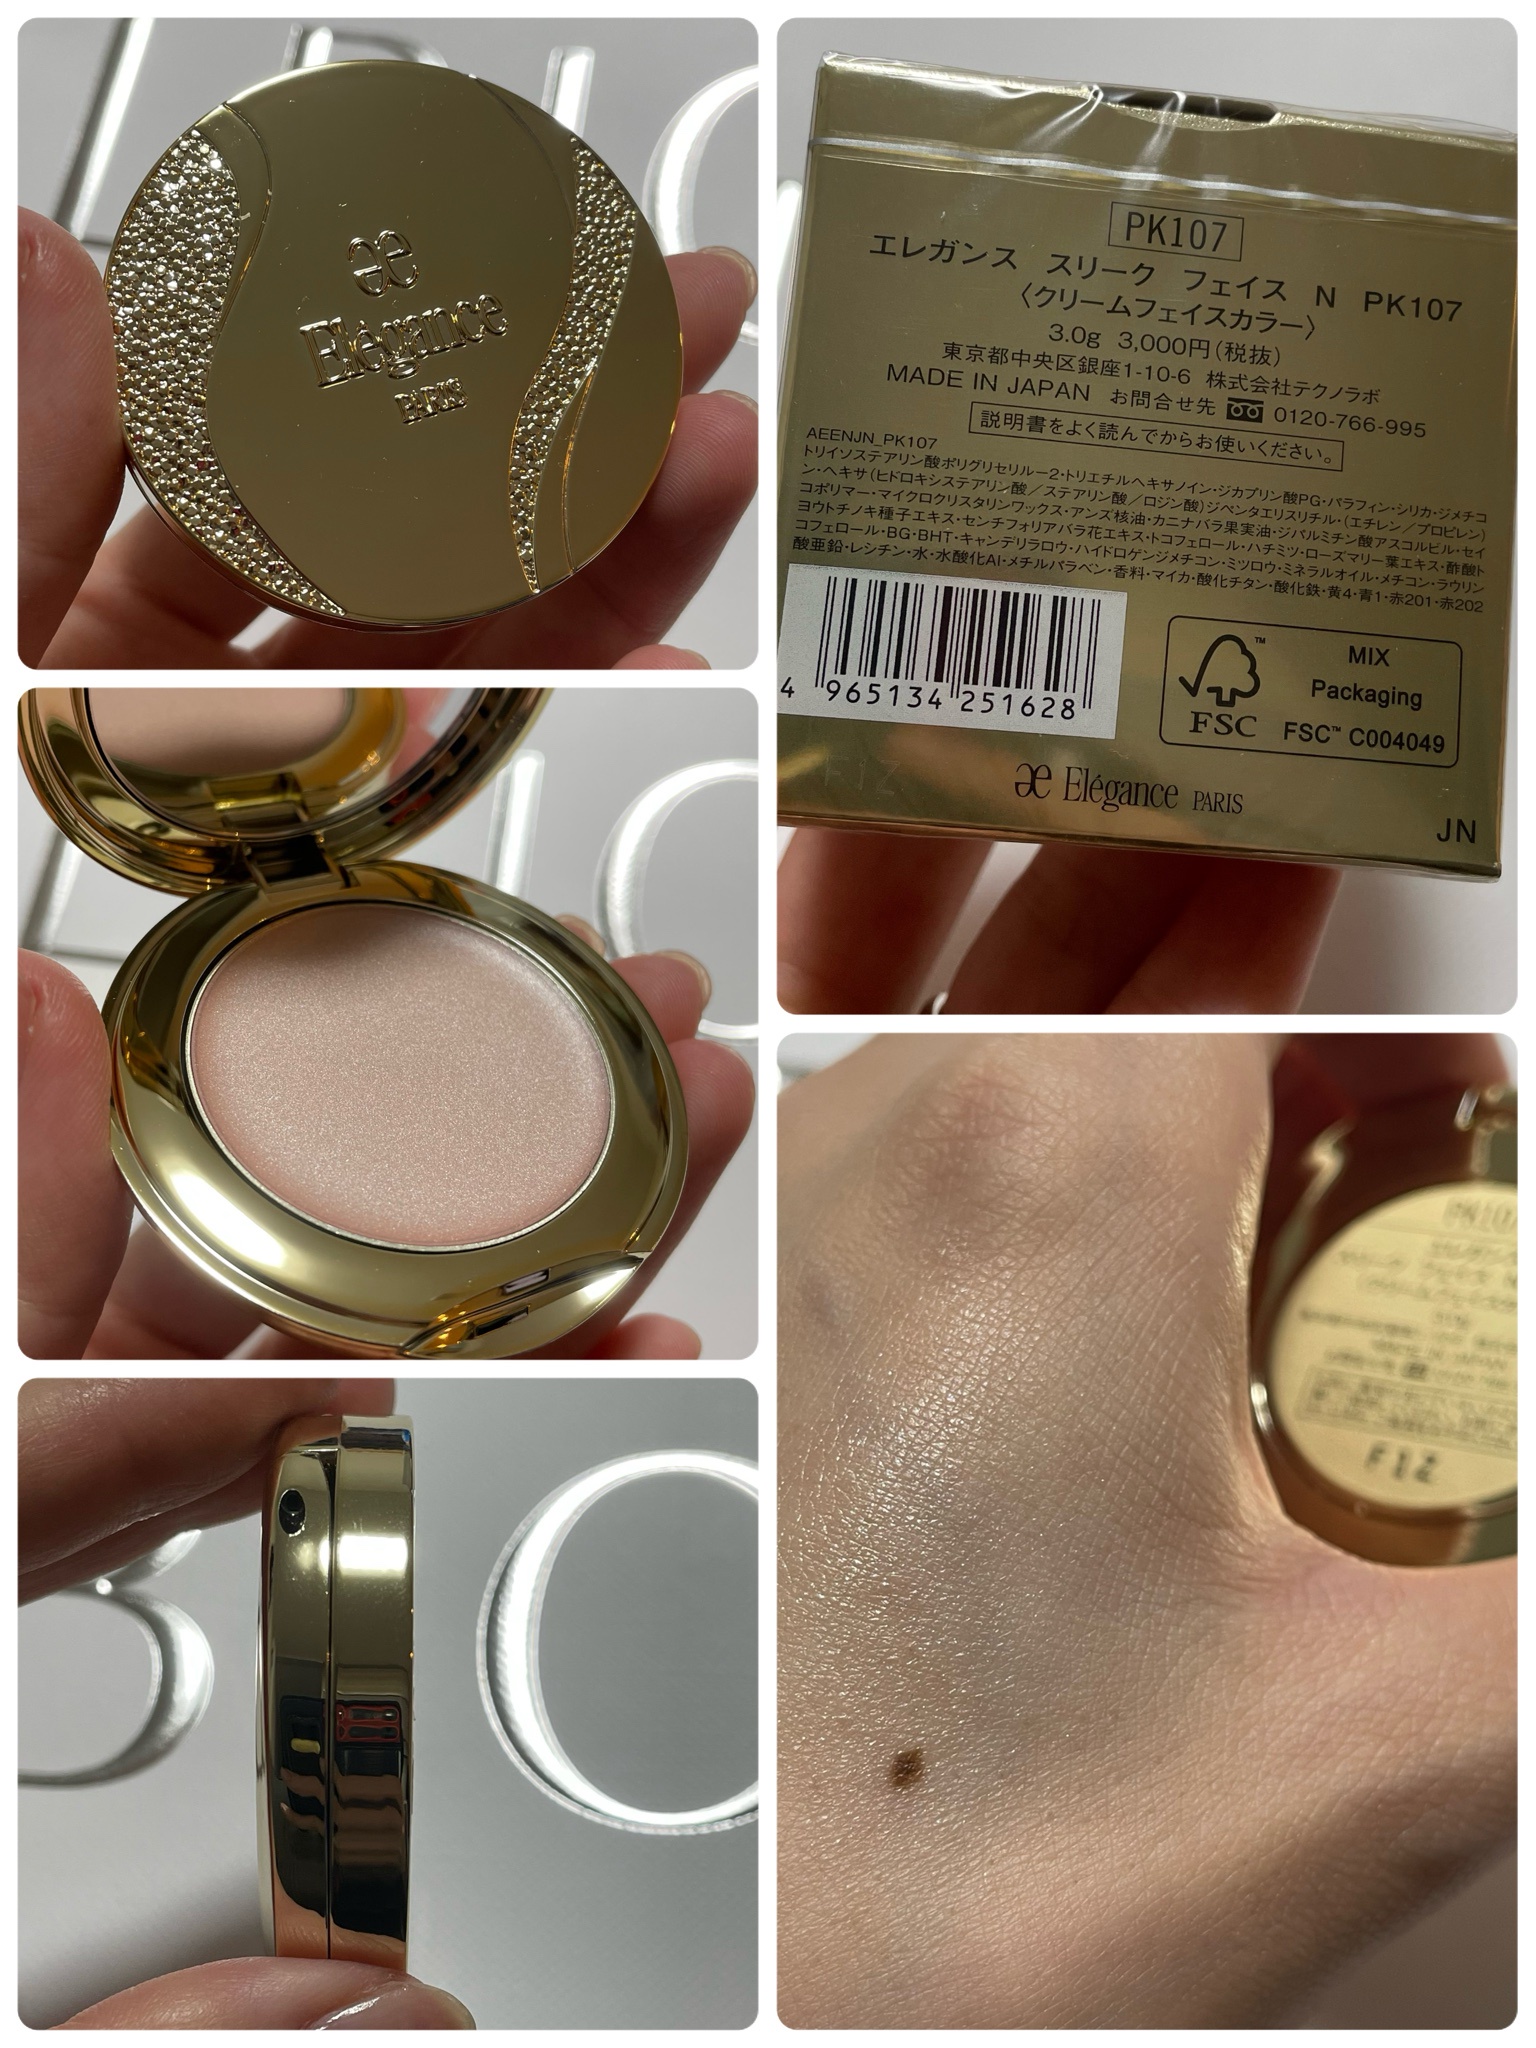 æ
Elégance
PARIS
PK107
エレガンス スリーク フェイス N PK107
〈クリームフェイスカラー〉
3.0g 3,000円(税抜)
東京都中央区銀座1-10-6 株式会社テクノラボ
MADE IN JAPAN お問合せ先 0120-766-995
説明書をよく読んでからお使いください。
AEENJN_PK107
トリイソステアリン酸ポリグリセリル-2・トリエチルヘキサノイン・ジカプリン酸PG・パラフィン・シリカ・ジメチコ
ン・ヘキサ(ヒドロキシステアリン酸/ステアリン酸/ロジン酸)ジペンタエリスリチル・(エチレン/プロピレン)
コポリマー・マイクロクリスタリンワックス・アンズ核油・カニナバラ果実油・ジパルミチン酸アスコルビル・セイ
ヨウトチノキ種子エキス・センチフォリアバラ花エキス・トコフェロール・ハチミツ・ローズマリー葉エキス・酢酸ト
コフェロール・BG・BHT・キャンデリラロウ・ハイドロゲンジメチコン・ミツロウ・ミネラルオイル・メチコン・ラウリン
酸亜鉛・レシチン・水・水酸化Al・メチルパラベン・香料・マイカ・酸化チタン・酸化鉄・黄4・青1・赤201・赤202
4 965134 251628
FSC™
MIX
Packaging
FSC™ C004049
æ Elégance PARIS
JN
PK107
F1Z